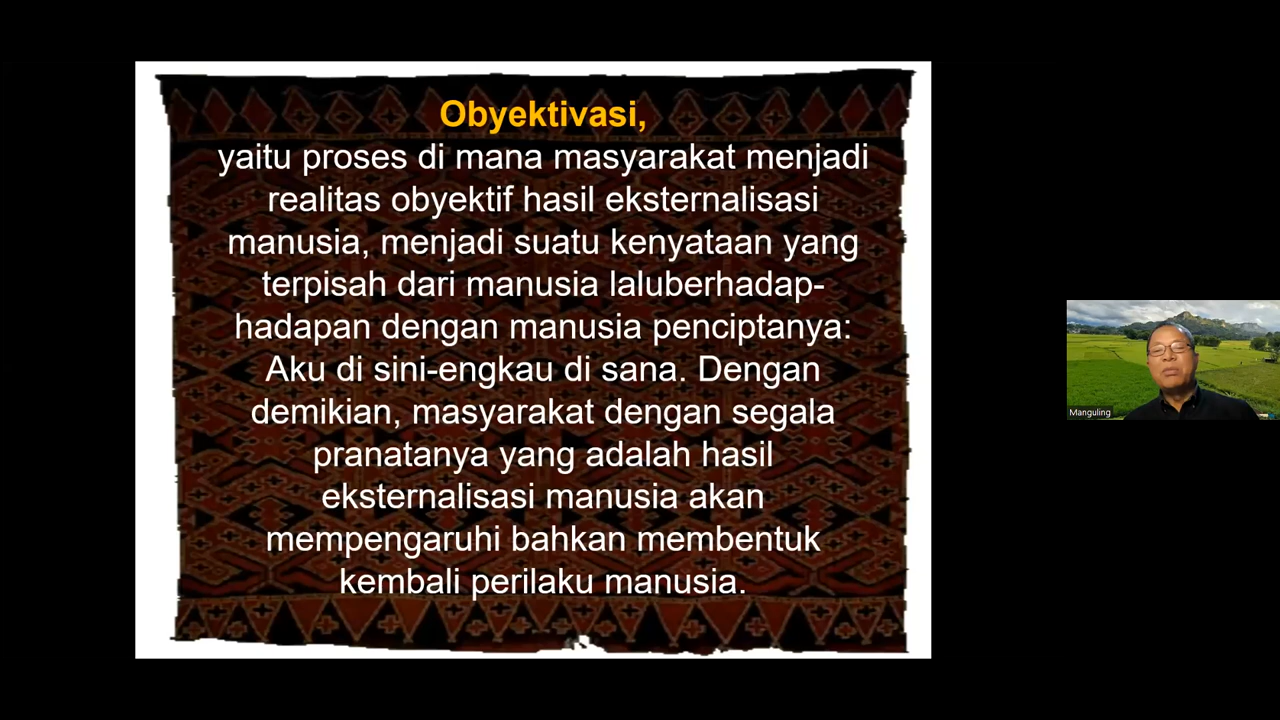 Obyektivasi,
yaitu proses di mana masyarakat menjadi
realitas obyektif hasil eksternalisasi
manusia, menjadi suatu kenyataan yang
terpisah dari manusia laluberhadap-
hadapan dengan manusia penciptanya:
Aku di sini-engkau di sana. Dengan
demikian, masyarakat dengan segala
pranatanya yang adalah hasil
eksternalisasi manusia akan
mempengaruhi bahkan membentuk
kembali perilaku manusia.
Manguling